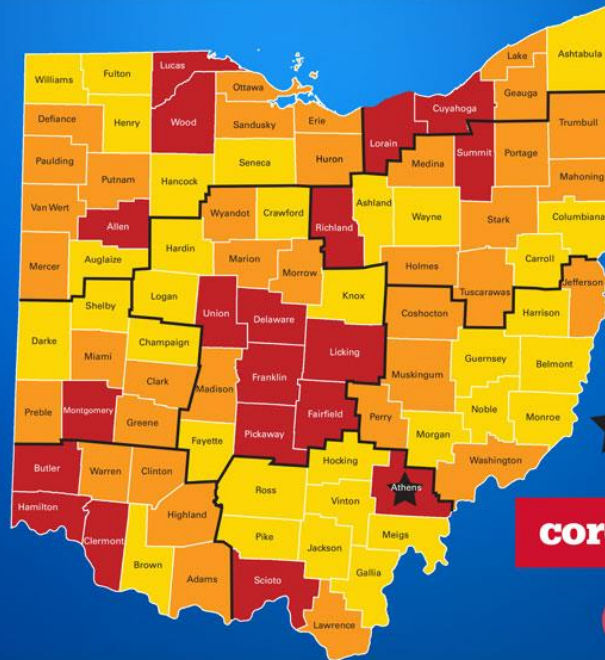 Lake
Ashtabula
Lucas
Fulton
Williams
Geauga
Ottawa
Cuyahoga
Defiance
Henry
Wood
Sandusky
Erie
Trumbull
Lorain
Summit
Portage
Medina
Paulding
Seneca
Huron
Putnam
Hancock
Mahoning
Van Wert
Wyandot
Crawford
Ashland
Wayne
Stark
Columbiana
Allen
Richland
Hardin
Mercer
Auglaize
Marion
Morrow
Holmes
Carroll
Tuscarawas
Jefferson
Logan
Knox
Shelby
Union
Coshocton
Harrison
Delaware
Darke
Champaign
Licking
Guernsey
Belmont
Miami
Franklin
Muskingum
Clark
Madison
Noble
Preble
Montgomery
Fairfield
Perry
Monroe
Greene
Pickaway
Morgan
Fayette
Washington
Hocking
Butler
Warren
Clinton
Ross
Athens
Vinton
Hamilton
Highland
Meigs
Pike
Clermont
Jackson
Brown
Gallia
Adams
Scioto
Lawrence
cor